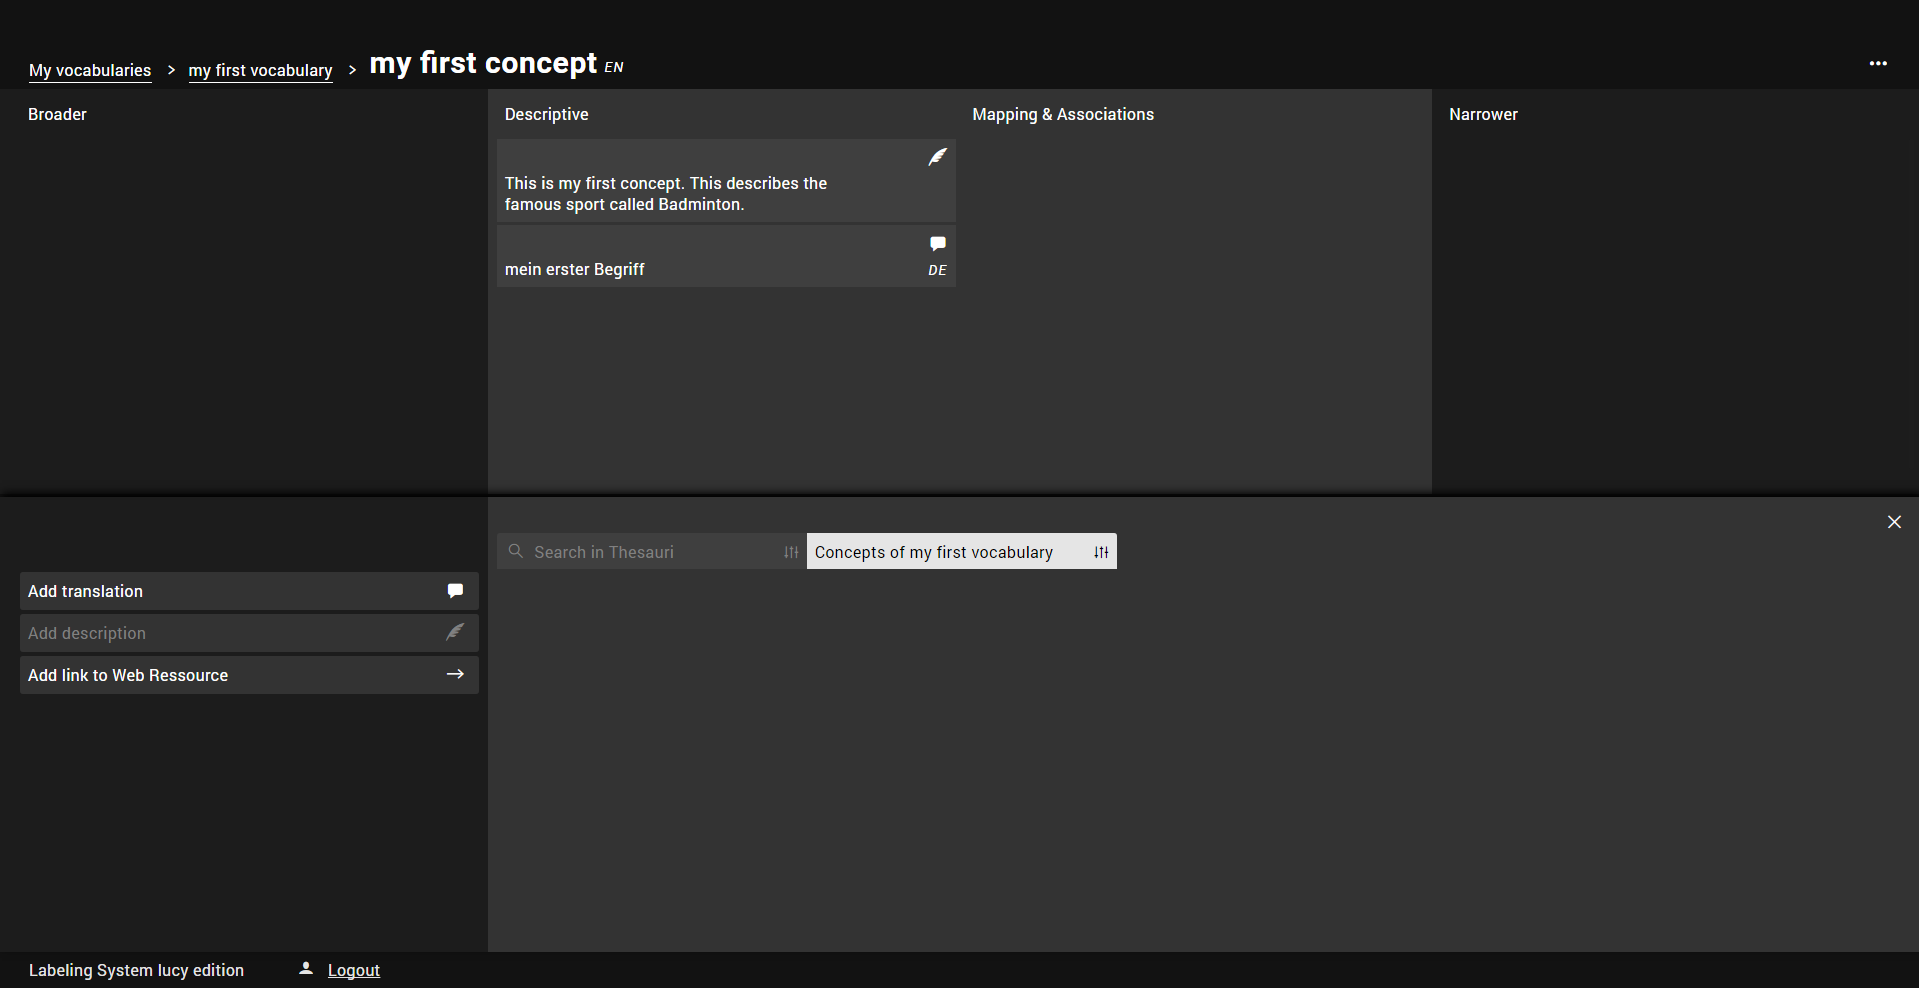 My vocabularies > my first vocabulary > my first concept EN
Broader
Descriptive
Mapping & Associations
Narrower
This is my first concept. This describes the
famous sport called Badminton.
mein erster Begriff
DE
Search in Thesauri
Concepts of my first vocabulary
Add translation
Add description
Add link to Web Ressource
Labeling System lucy edition
Logout